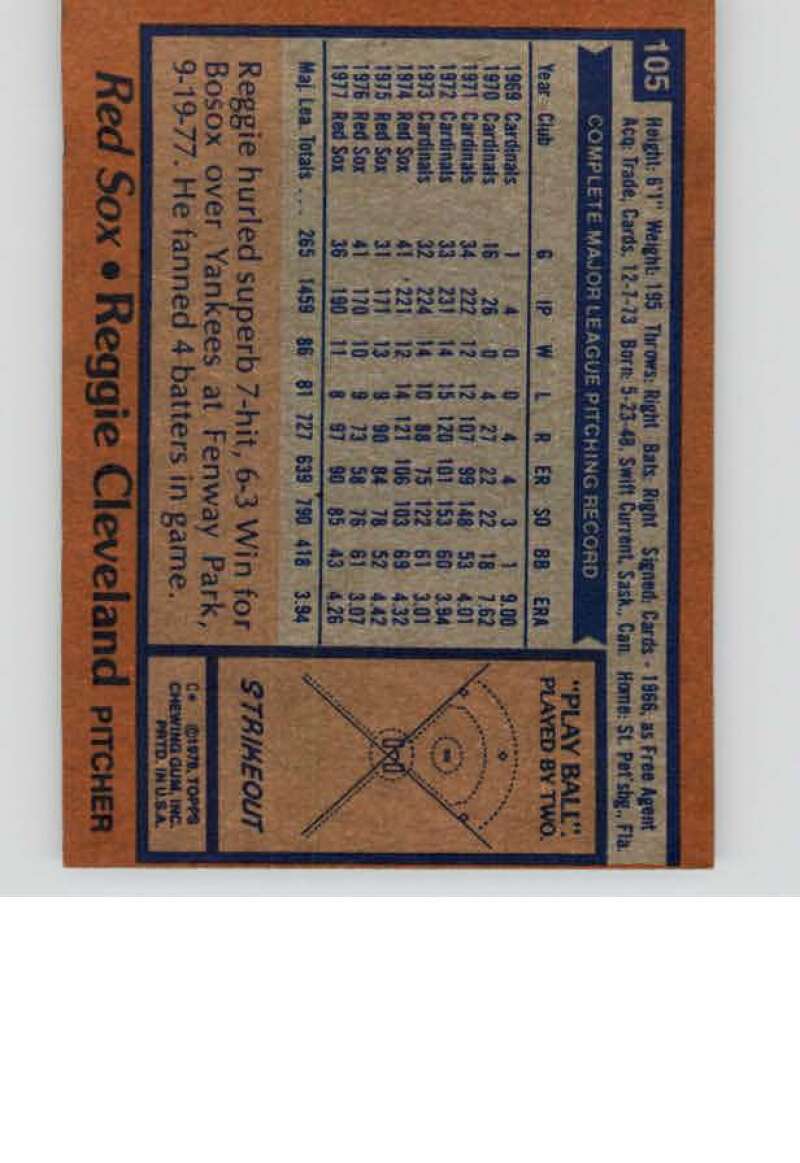 105
Height: 6'1" Weight: 195 Throws: Right Bats: Right Signed: Cards - 1966, as Free Agent
Acq: Trade, Cards, 12-7-73 Born: 5-23-48, Swift Current, Sask., Can. Home: St. Pet'sbg., Fla.
COMPLETE MAJOR LEAGUE PITCHING RECORD
Year Club G IP W L R ER SO BB ERA
1969 Cardinals 1 4 0 0 4 4 3 1 9.00
1970 Cardinals 16 26 0 4 27 22 22 18 7.62
1971 Cardinals 34 222 12 12 107 99 148 53 4.01
1972 Cardinals 33 231 14 15 120 101 153 60 3.94
1973 Cardinals 32 224 14 10 88 75 122 61 3.01
1974 Red Sox 41 221 12 14 121 106 103 69 4.32
1975 Red Sox 31 171 13 9 90 84 78 52 4.42
1976 Red Sox 41 170 10 9 73 58 76 61 3.07
1977 Red Sox 36 190 11 8 97 90 85 43 4.26
Maj. Lea. Totals ... 265 1459 86 81 727 639 790 418 3.94
Reggie hurled superb 7-hit, 6-3 Win for
Bosox over Yankees at Fenway Park,
9-19-77. He fanned 4 batters in game.
"PLAY BALL".
PLAYED BY TWO.
STRIKEOUT
C* ©1978, TOPPS
CHEWING GUM, INC.
PRTD. IN U.S.A.
Red Sox • Reggie Cleveland PITCHER